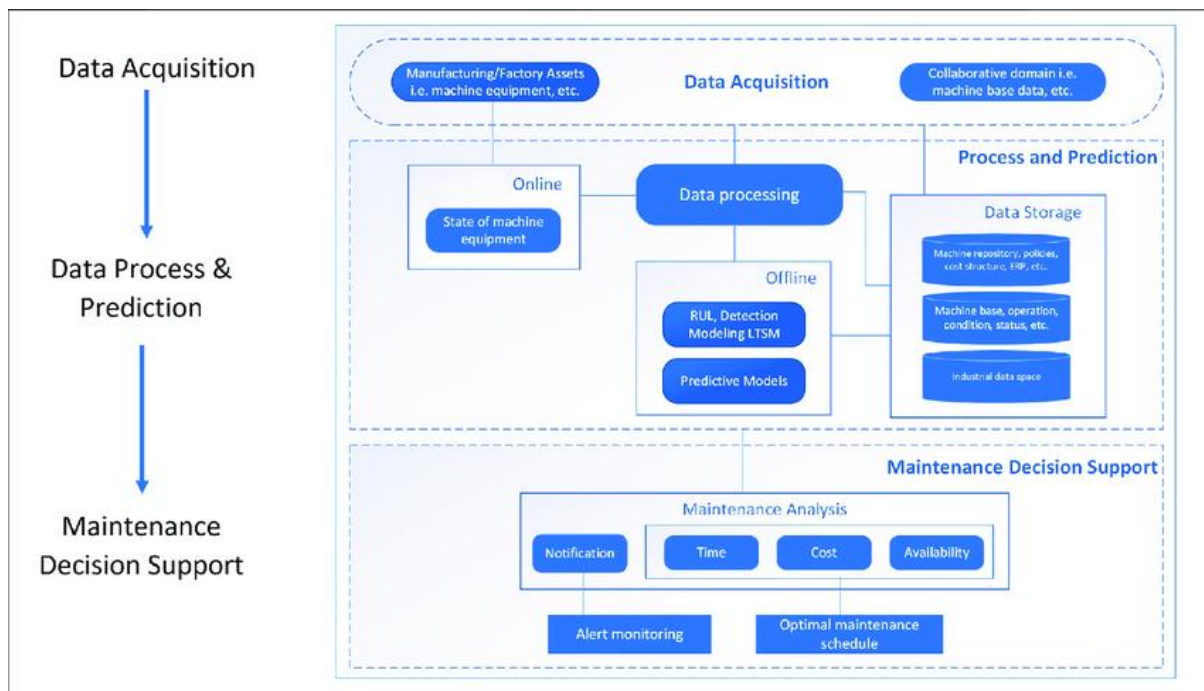 Data Acquisition
Data Process &
Prediction
Maintenance
Decision Support
Manufacturing/Factory Assets
i.e. machine equipment, etc.
Data Acquisition
Collaborative domain i.e.
machine base data, etc.
Process and Prediction
Online
State of machine
equipment
Data processing
Data Storage
Machine repository, policies,
cost structure, ERP, etc.
Machine base, operation,
condition, status, etc.
Industrial data space
Offline
RUL, Detection
Modeling LTSM
Predictive Models
Maintenance Decision Support
Maintenance Analysis
Notification
Time
Cost
Availability
Alert monitoring
Optimal maintenance
schedule